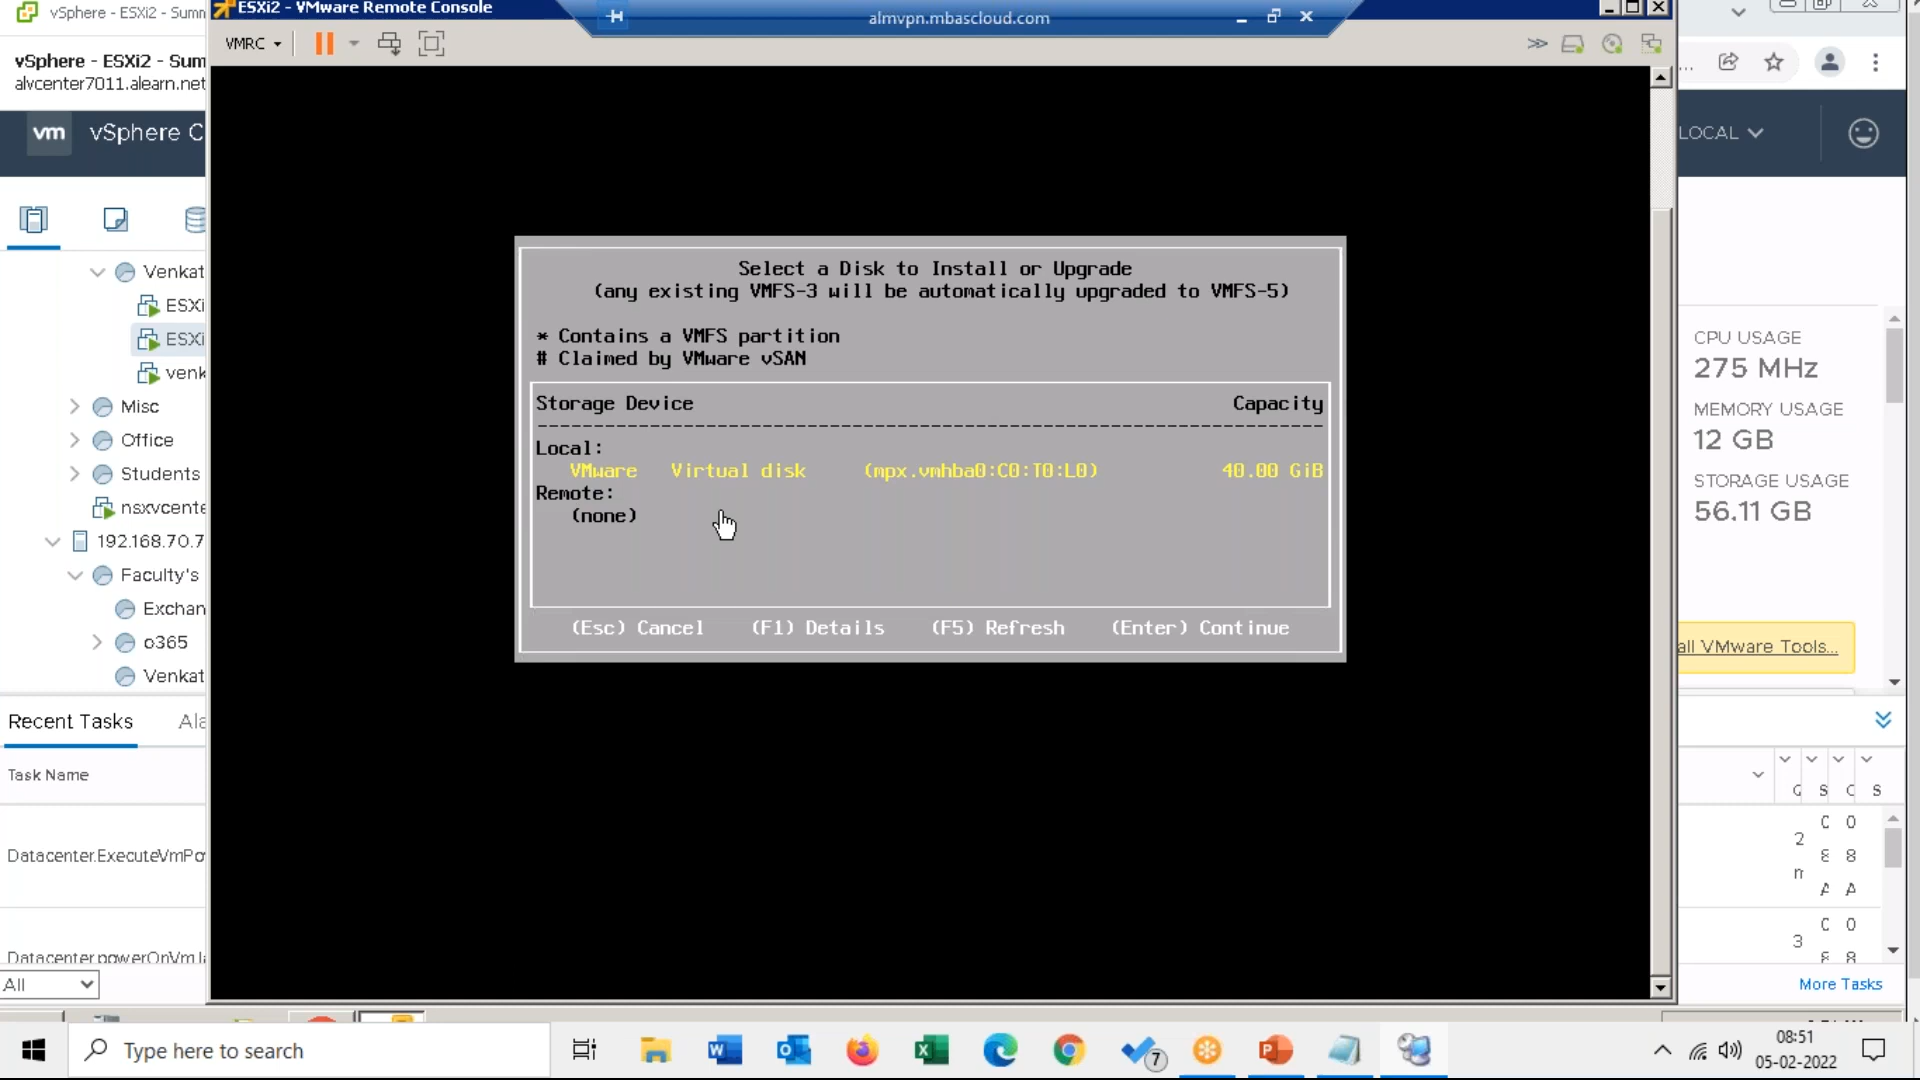 vSphere - ESXi2 - Summ
ESXi2 - VMware Remote Console
almvpn.mbascloud.com
VMRC
vSphere - ESXi2 - Sum
alvcenter7011.alearn.net
vm
vSphere C
LOCAL
Venkat
ESXi
ESXi
venk
Misc
Office
Students
nsxvcente
192.168.70.7
Faculty's
Exchan
o365
Venkat
Select a Disk to Install or Upgrade
(any existing VMFS-3 will be automatically upgraded to VMFS-5)
* Contains a VMFS partition
# Claimed by VMware vSAN
Storage Device Capacity
Local:
VMware Virtual disk (mpx.vmhba0:C0:T0:L0) 40.00 GiB
Remote:
(none)
(Esc) Cancel (F1) Details (F5) Refresh (Enter) Continue
CPU USAGE
275 MHz
MEMORY USAGE
12 GB
STORAGE USAGE
56.11 GB
all VMware Tools...
Recent Tasks Ala
Task Name
Datacenter.ExecuteVmPo
Datacenter.powerOnVm.l
All
More Tasks
Type here to search
7
08:51
05-02-2022